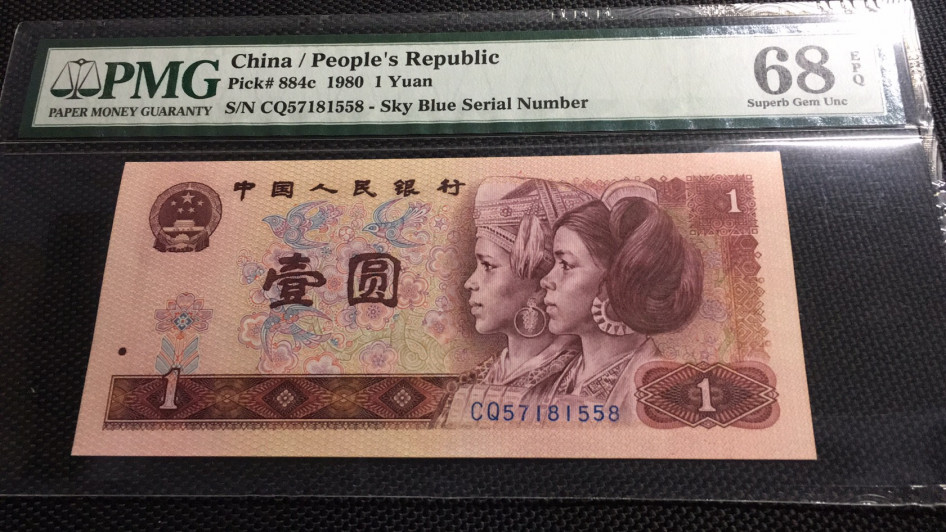 PMG
PAPER MONEY GUARANTY
China / People's Republic
Pick# 884c 1980 1 Yuan
S/N CQ57181558 - Sky Blue Serial Number
68
EPQ
Superb Gem Unc
中国人民银行
1
壹圆
1
CQ57181558
1